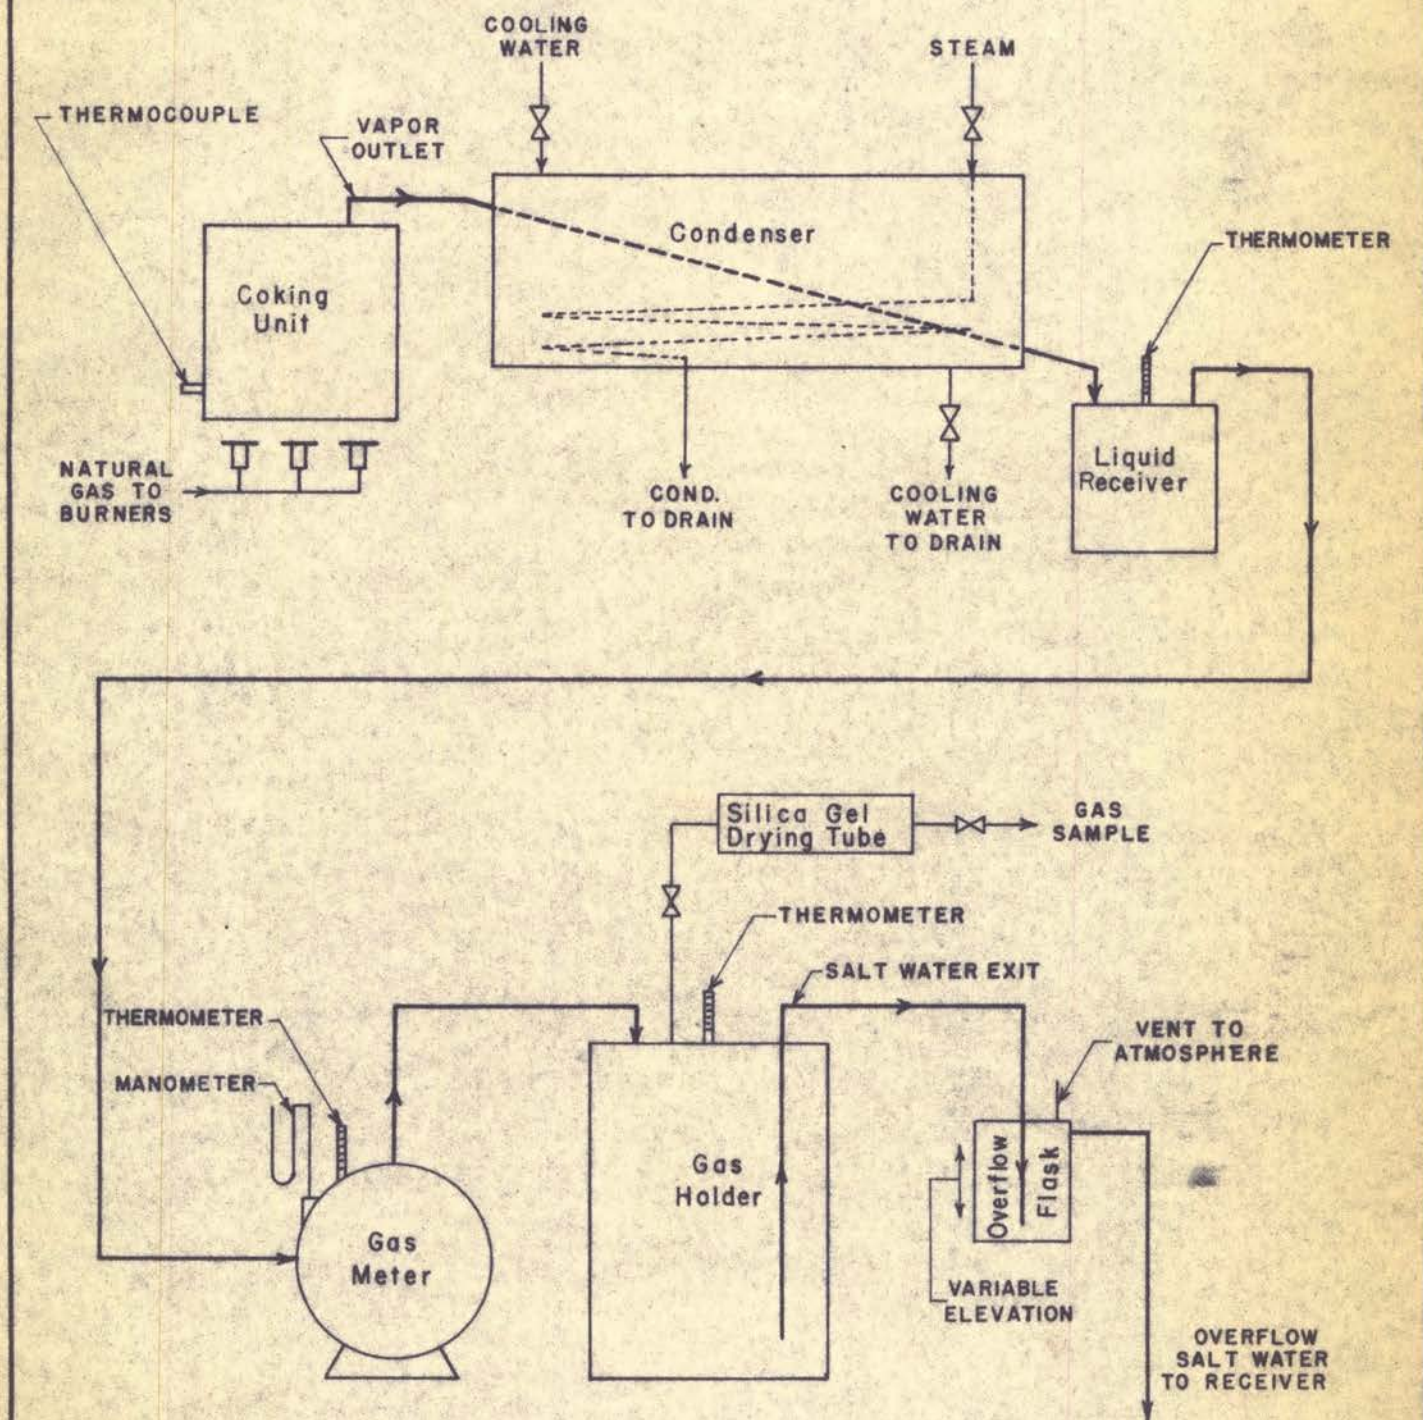 COOLING
WATER
STEAM
THERMOCOUPLE
VAPOR
OUTLET
Condenser
THERMOMETER
Coking
Unit
Liquid
Receiver
NATURAL
GAS TO
BURNERS
COND.
TO DRAIN
COOLING
WATER
TO DRAIN
Silica Gel
Drying Tube
GAS
SAMPLE
THERMOMETER
SALT WATER EXIT
THERMOMETER
VENT TO
ATMOSPHERE
MANOMETER
Gas
Holder
Overflow
Flask
Gas
Meter
VARIABLE
ELEVATION
OVERFLOW
SALT WATER
TO RECEIVER